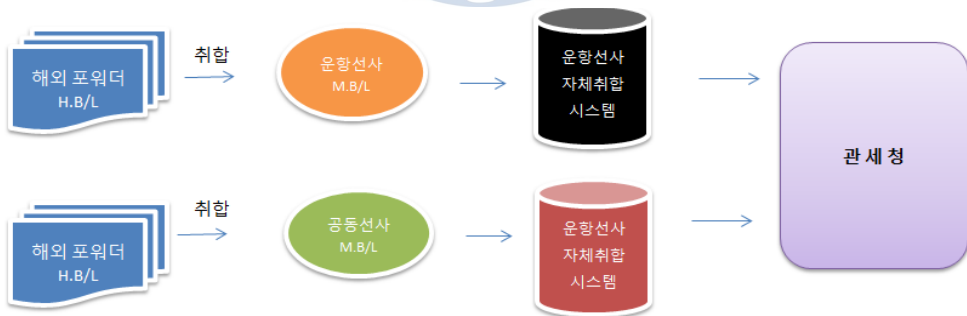 해외 포워더
H.B/L
취합
운항선사
M.B/L
운항선사
자체취합
시스템
관 세 청
해외 포워더
H.B/L
취합
공동선사
M.B/L
운항선사
자체취합
시스템